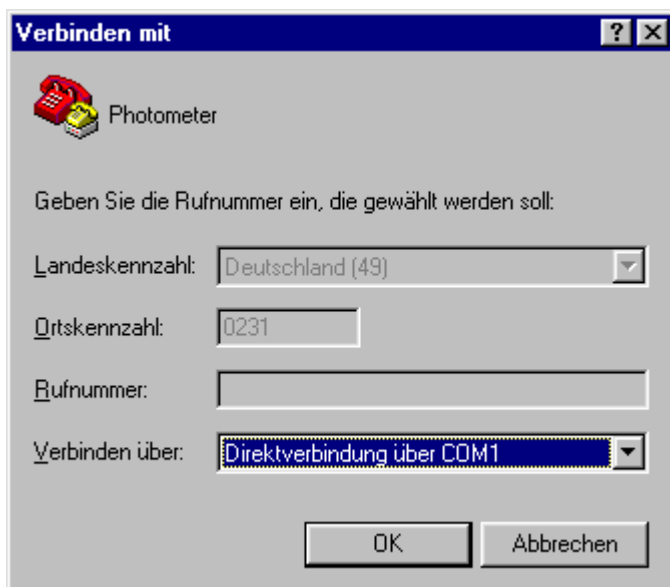 Verbinden mit
Photometer
Geben Sie die Rufnummer ein, die gewählt werden soll:
Landeskennzahl: Deutschland (49)
Ortskennzahl: 0231
Rufnummer:
Verbinden über: Direktverbindung über COM1
OK Abbrechen